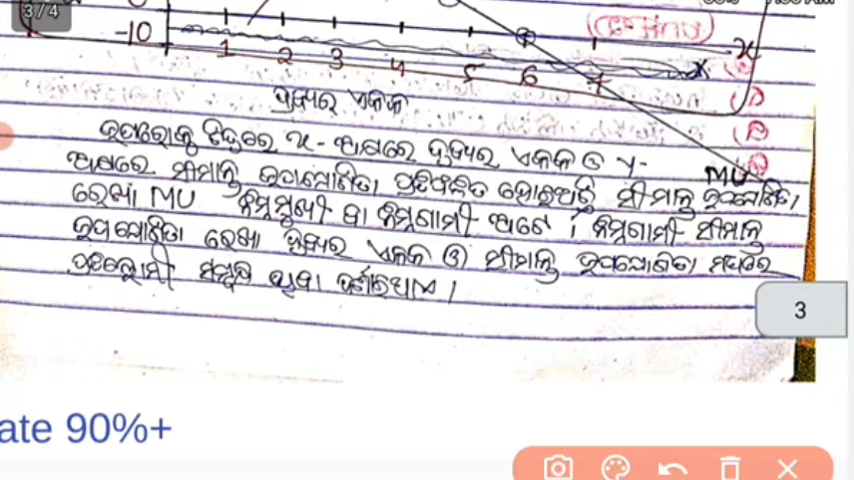 3/4
-10
1 2 3 4 5 6 7
x
x
ଦ୍ରବ୍ୟର ଏକକ
ଉପରୋକ୍ତ ଚିତ୍ରରେ x - ଅକ୍ଷରେ ଦ୍ରବ୍ୟର ଏକକ ଓ y -
MU
ଅକ୍ଷରେ ସୀମାନ୍ତ ଉପଯୋଗିତା ପ୍ରତିଫଳିତ ହୋଇଅଛି ସୀମାନ୍ତ ଉପଯୋଗିତା
ରେଖା MU ନିମ୍ନମୁଖୀ ବା ନିମ୍ନଗାମୀ ଅଟେ । ନିମ୍ନଗାମୀ ସୀମାନ୍ତ
ଉପଯୋଗିତା ରେଖା ଦ୍ରବ୍ୟର ଏକକ ଓ ସୀମାନ୍ତ ଉପଯୋଗିତା ମଧ୍ୟରେ
ପ୍ରତିଲୋମୀ ସମ୍ବନ୍ଧ ଥିବା ଦର୍ଶାଇଥାଏ ।
3
ate 90%+